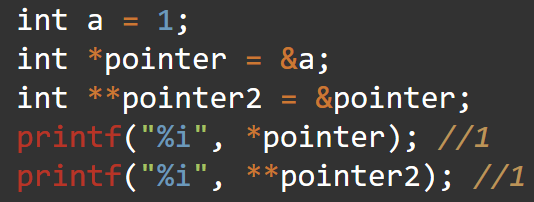 int a = 1;
int *pointer = &a;
int **pointer2 = &pointer;
printf("%i", *pointer); //1
printf("%i", **pointer2); //1